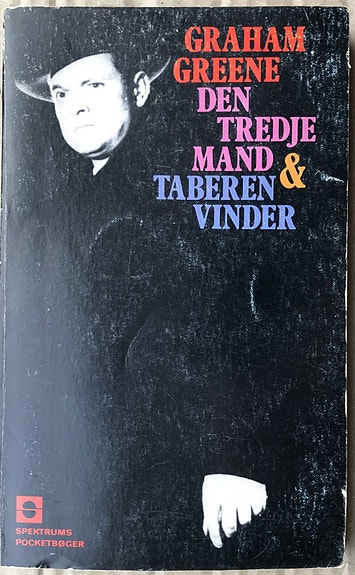 GRAHAM
GREENE
DEN
TREDJE
MAND
&
TABEREN
VINDER
SPEKTRUMS
POCKETBØGER